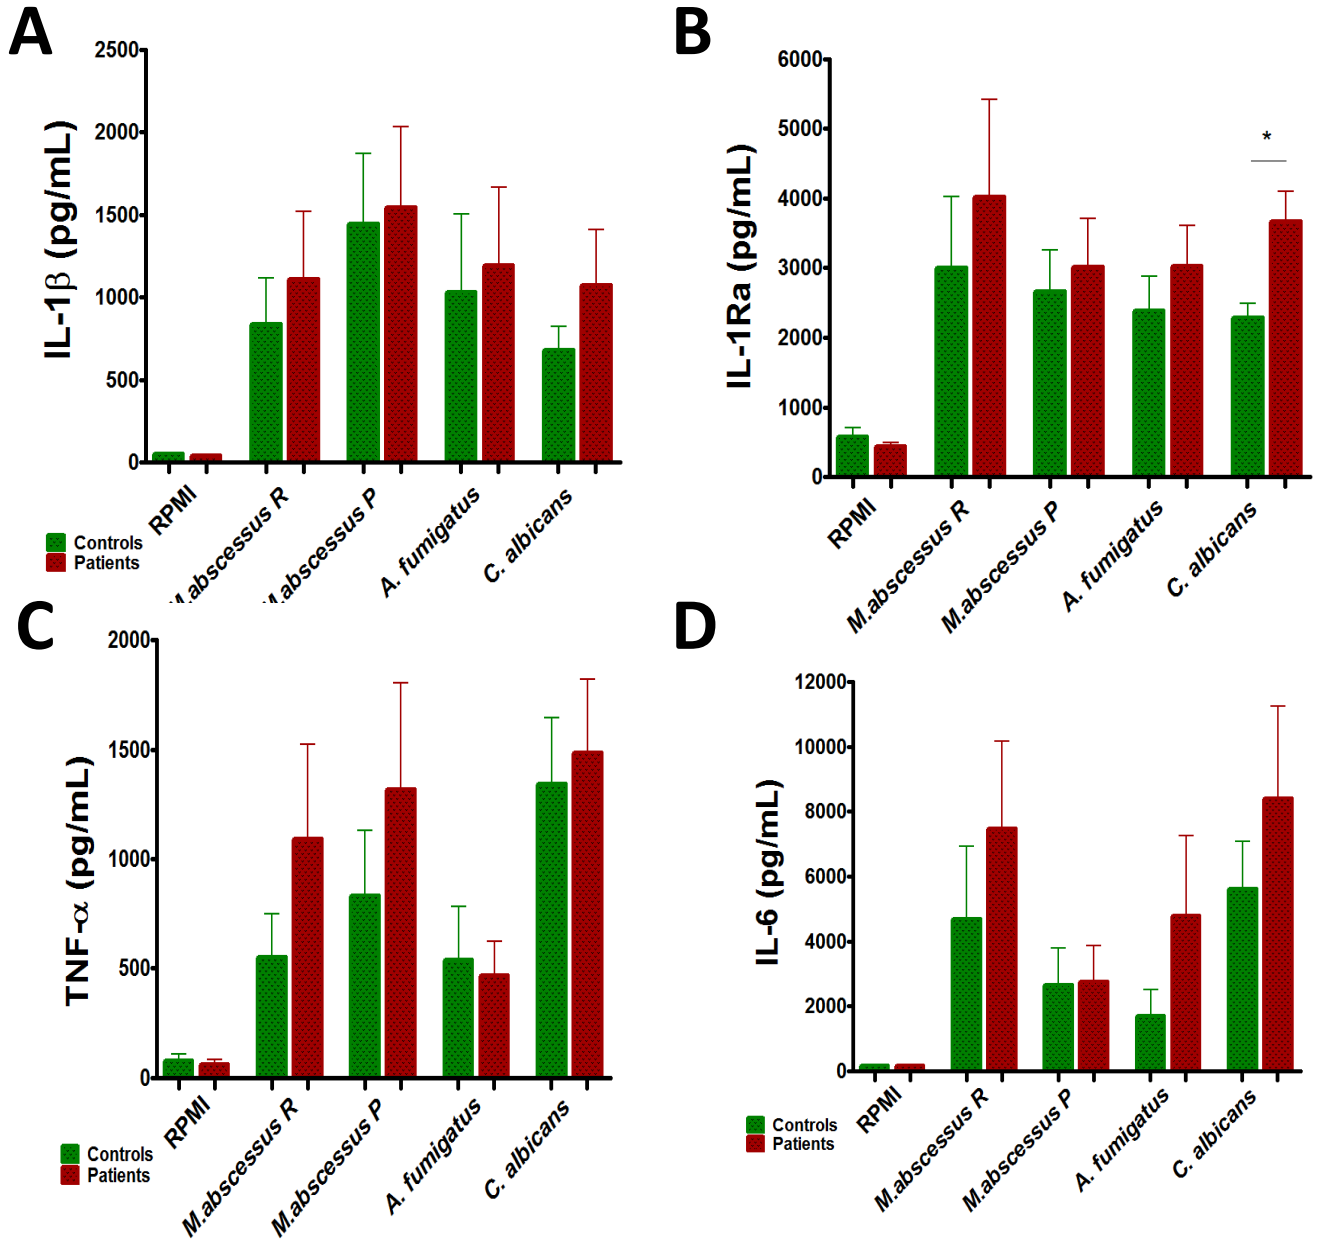 A
2500
2000
1500
1000
500
0
IL-1β (pg/mL)
RPMI
M.abscessus R
M.abscessus P
A. fumigatus
C. albicans
Controls
Patients
B
6000
5000
4000
3000
2000
1000
0
IL-1Ra (pg/mL)
*
RPMI
M.abscessus R
M.abscessus P
A. fumigatus
C. albicans
C
2000
1500
1000
500
0
TNF-α (pg/mL)
RPMI
M.abscessus R
M.abscessus P
A. fumigatus
C. albicans
Controls
Patients
D
12000
10000
8000
6000
4000
2000
0
IL-6 (pg/mL)
RPMI
M.abscessus R
M.abscessus P
A. fumigatus
C. albicans
Controls
Patients